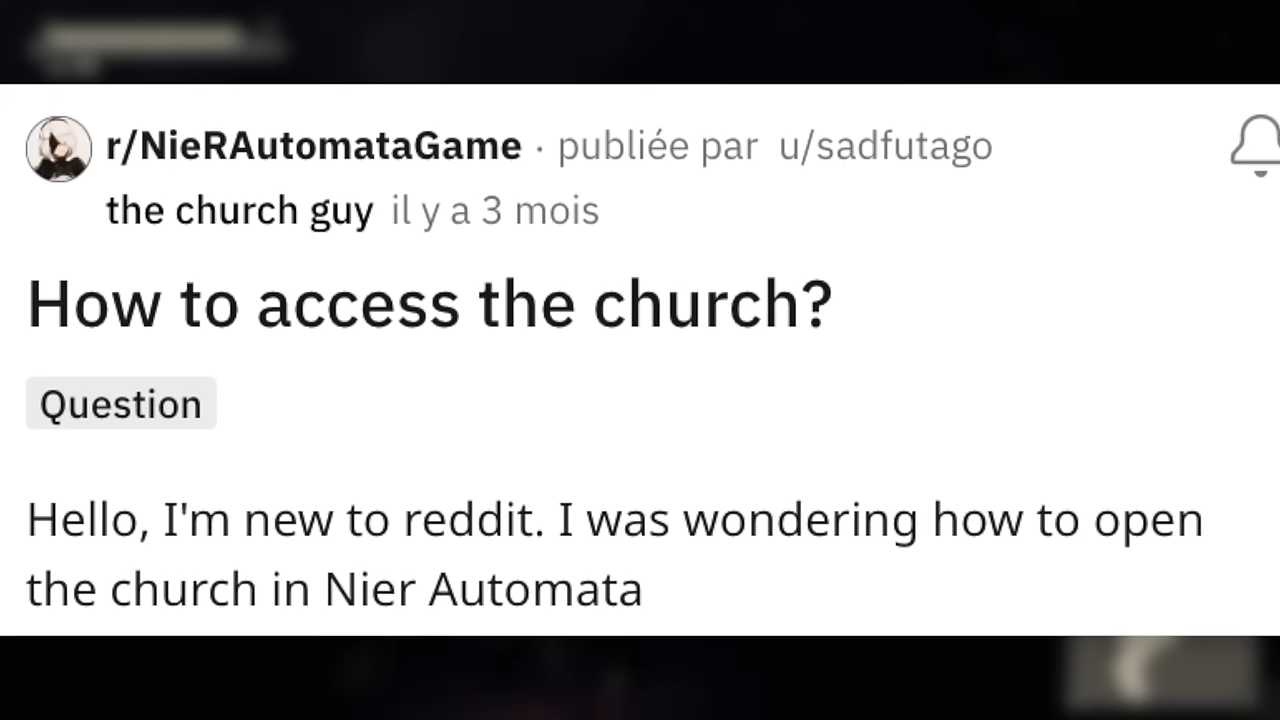 r/NieRAutomataGame · publiée par u/sadfutago
the church guy il y a 3 mois
How to access the church?
Question
Hello, I'm new to reddit. I was wondering how to open
the church in Nier Automata